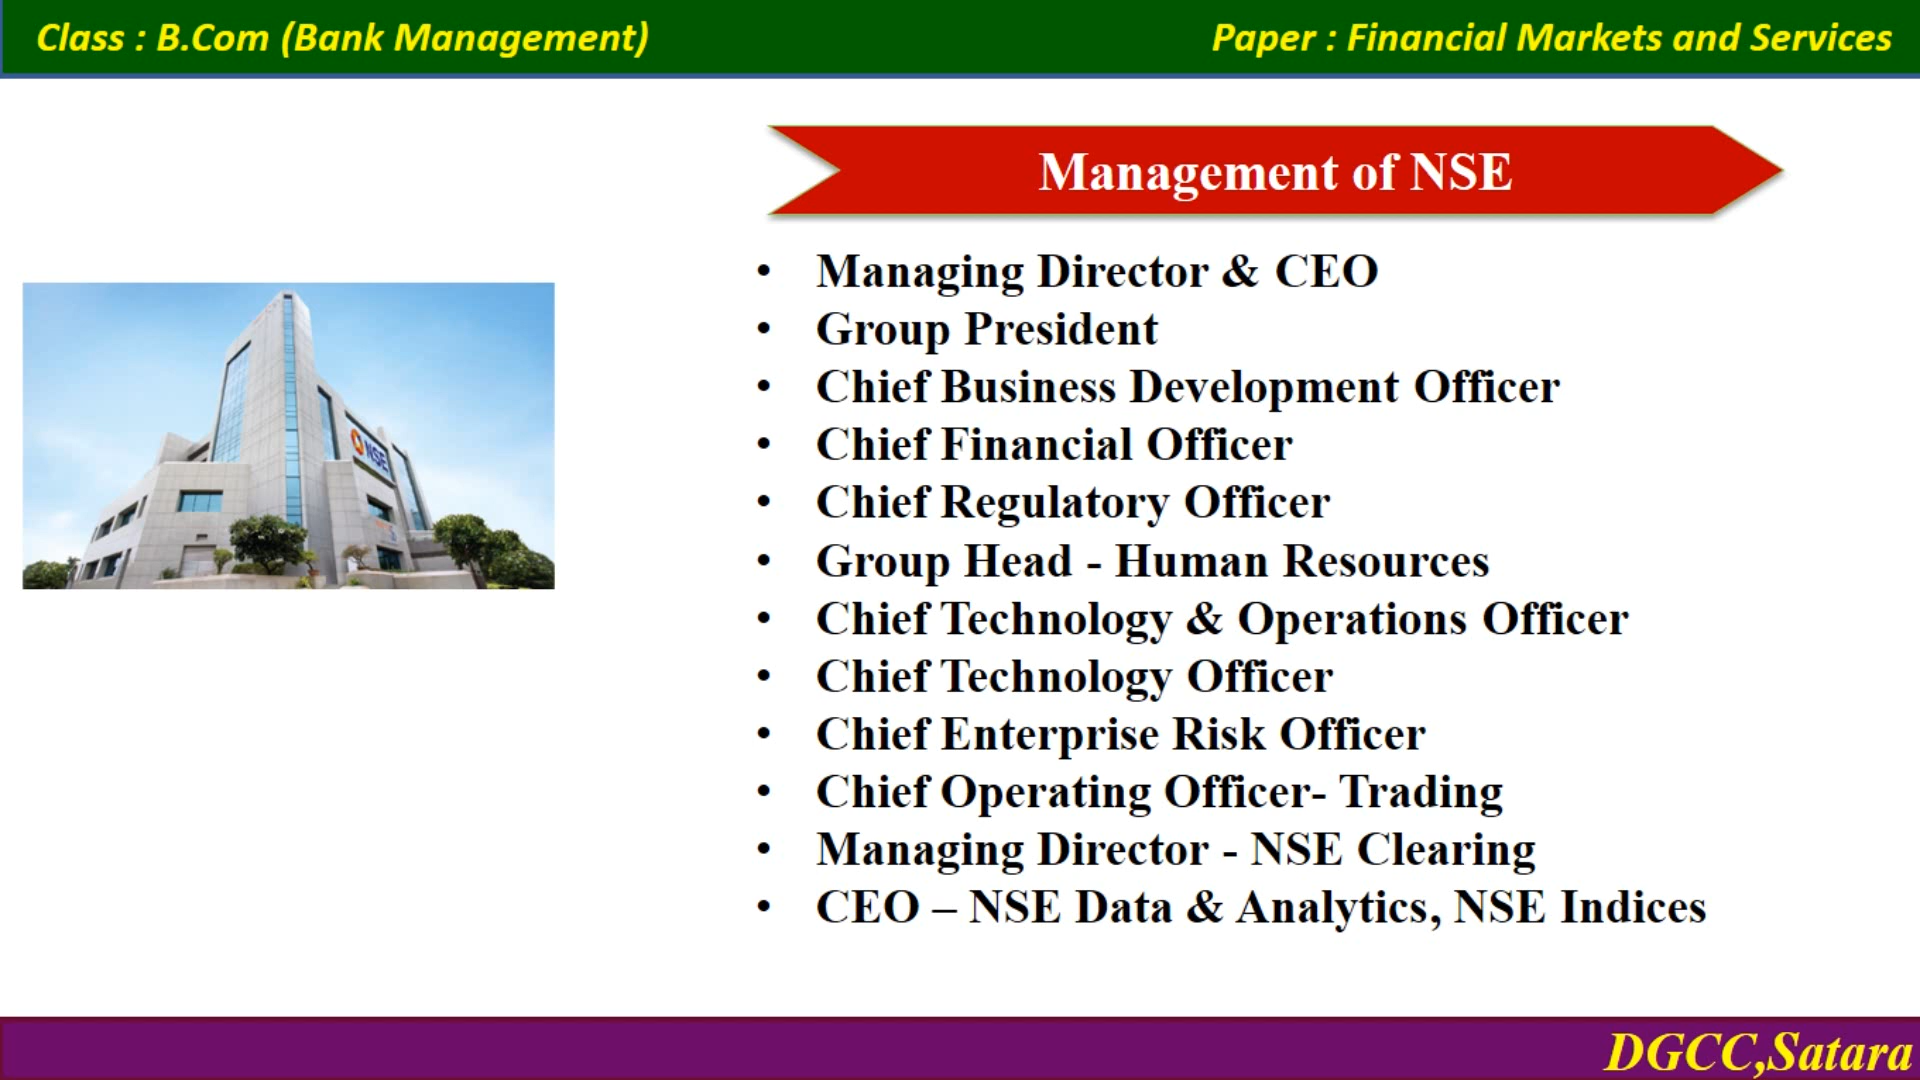 Class : B.Com (Bank Management)
Paper : Financial Markets and Services
Management of NSE
• Managing Director & CEO
• Group President
• Chief Business Development Officer
• Chief Financial Officer
• Chief Regulatory Officer
• Group Head - Human Resources
• Chief Technology & Operations Officer
• Chief Technology Officer
• Chief Enterprise Risk Officer
• Chief Operating Officer- Trading
• Managing Director - NSE Clearing
• CEO – NSE Data & Analytics, NSE Indices
NSE
DGCC,Satara